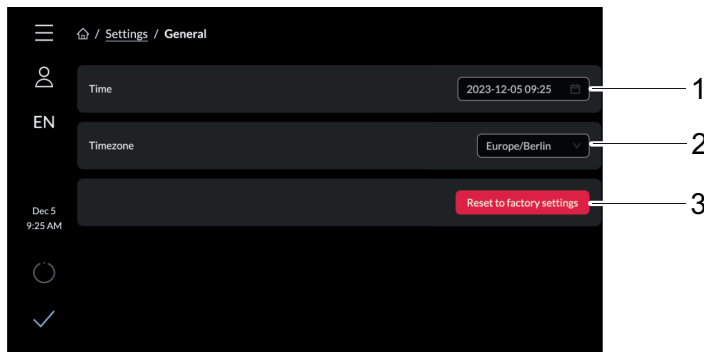 / Settings / General
Time
2023-12-05 09:25
1
EN
Timezone
Europe/Berlin
2
Reset to factory settings
3
Dec 5
9:25 AM